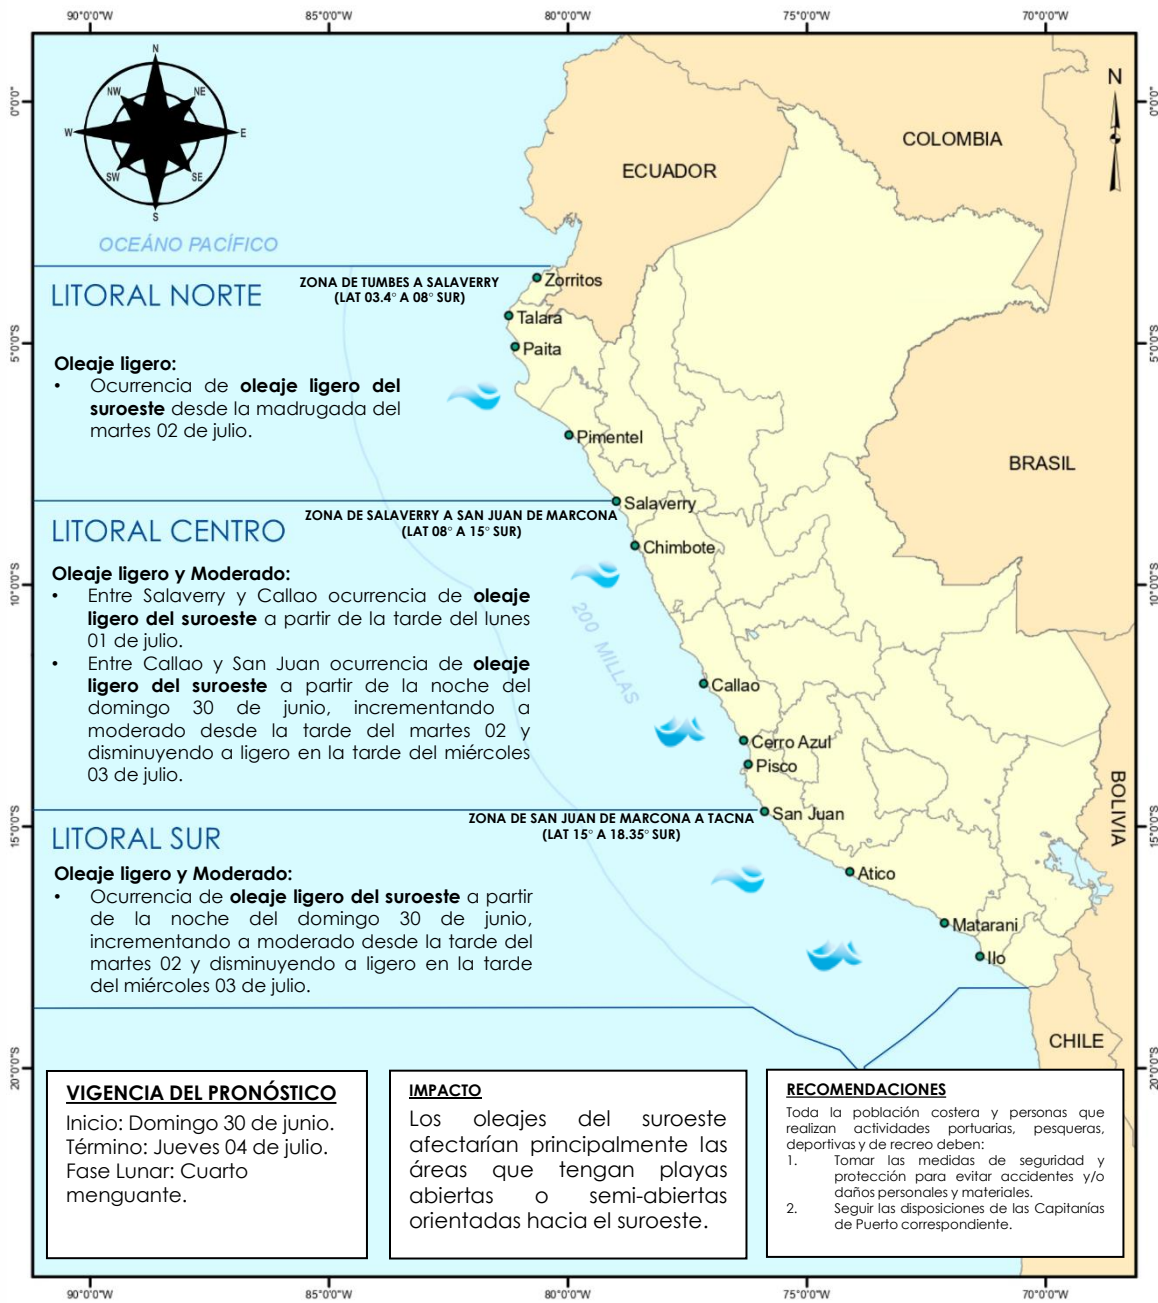 90°0'0"W 85°0'0"W 80°0'0"W 75°0'0"W 70°0'0"W
N
NW NE
W E
SW SE
S
N
0°0'0" 0°0'0"
COLOMBIA
ECUADOR
OCEÁNO PACÍFICO
ZONA DE TUMBES A SALAVERRY
(LAT 03.4° A 08° SUR)
LITORAL NORTE
Zorritos
Talara
Paita
5°0'0"S 5°0'0"S
Oleaje ligero:
• Ocurrencia de oleaje ligero del
suroeste desde la madrugada del
martes 02 de julio.
Pimentel
BRASIL
Salaverry
ZONA DE SALAVERRY A SAN JUAN DE MARCONA
(LAT 08° A 15° SUR)
LITORAL CENTRO
Chimbote
10°0'0"S 10°0'0"S
Oleaje ligero y Moderado:
• Entre Salaverry y Callao ocurrencia de oleaje
ligero del suroeste a partir de la tarde del lunes
01 de julio.
• Entre Callao y San Juan ocurrencia de oleaje
ligero del suroeste a partir de la noche del
domingo 30 de junio, incrementando a
moderado desde la tarde del martes 02 y
disminuyendo a ligero en la tarde del miércoles
03 de julio.
200 MILLAS
Callao
Cerro Azul
Pisco
BOLIVIA
San Juan
15°0'0"S 15°0'0"S
ZONA DE SAN JUAN DE MARCONA A TACNA
(LAT 15° A 18.35° SUR)
LITORAL SUR
Atico
Matarani
Ilo
Oleaje ligero y Moderado:
• Ocurrencia de oleaje ligero del suroeste a partir
de la noche del domingo 30 de junio,
incrementando a moderado desde la tarde del
martes 02 y disminuyendo a ligero en la tarde
del miércoles 03 de julio.
CHILE
20°0'0"S 20°0'0"S
VIGENCIA DEL PRONÓSTICO
Inicio: Domingo 30 de junio.
Término: Jueves 04 de julio.
Fase Lunar: Cuarto
menguante.
IMPACTO
Los oleajes del suroeste
afectarían principalmente las
áreas que tengan playas
abiertas o semi-abiertas
orientadas hacia el suroeste.
RECOMENDACIONES
Toda la población costera y personas que
realizan actividades portuarias, pesqueras,
deportivas y de recreo deben:
1. Tomar las medidas de seguridad y
protección para evitar accidentes y/o
daños personales y materiales.
2. Seguir las disposiciones de las Capitanías
de Puerto correspondiente.
90°0'0"W 85°0'0"W 80°0'0"W 75°0'0"W 70°0'0"W